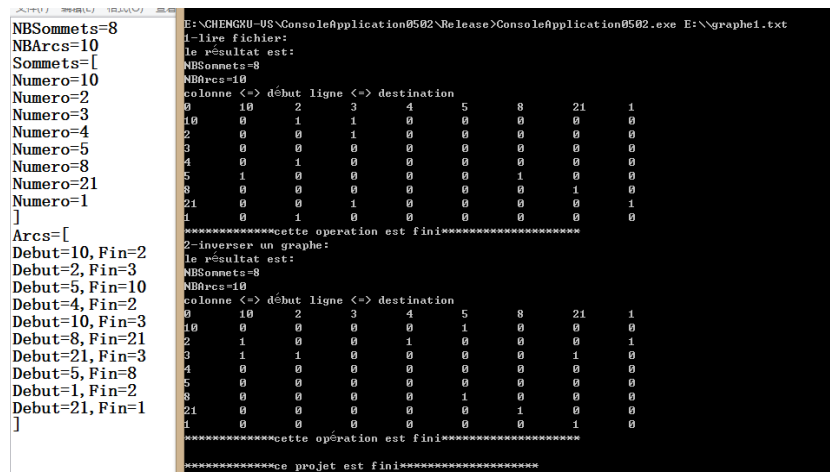 文件(F) 编辑(E) 格式(O) 查看
NBSommets=8
NBArcs=10
Sommets=[
Numero=10
Numero=2
Numero=3
Numero=4
Numero=5
Numero=8
Numero=21
Numero=1
]
Arcs=[
Debut=10, Fin=2
Debut=2, Fin=3
Debut=5, Fin=10
Debut=4, Fin=2
Debut=10, Fin=3
Debut=8, Fin=21
Debut=21, Fin=3
Debut=5, Fin=8
Debut=1, Fin=2
Debut=21, Fin=1
]
E:\CHENGXU-VS\ConsoleApplication0502\Release>ConsoleApplication0502.exe E:\\graphe1.txt
1-lire fichier:
le résultat est:
NBSommets=8
NBArcs=10
colonne <=> début ligne <=> destination
0 10 2 3 4 5 8 21 1
10 0 1 1 0 0 0 0 0
2 0 0 1 0 0 0 0 0
3 0 0 0 0 0 0 0 0
4 0 1 0 0 0 0 0 0
5 1 0 0 0 0 1 0 0
8 0 0 0 0 0 0 1 0
21 0 0 1 0 0 0 0 1
1 0 1 0 0 0 0 0 0
*************cette operation est fini********************
2-inverser un graphe:
le résultat est:
NBSommets=8
NBArcs=10
colonne <=> début ligne <=> destination
0 10 2 3 4 5 8 21 1
10 0 0 0 0 1 0 0 0
2 1 0 0 1 0 0 0 1
3 1 1 0 0 0 0 1 0
4 0 0 0 0 0 0 0 0
5 0 0 0 0 0 0 0 0
8 0 0 0 0 1 0 0 0
21 0 0 0 0 0 1 0 0
1 0 0 0 0 0 0 1 0
*************cette opération est fini********************
*************ce projet est fini********************